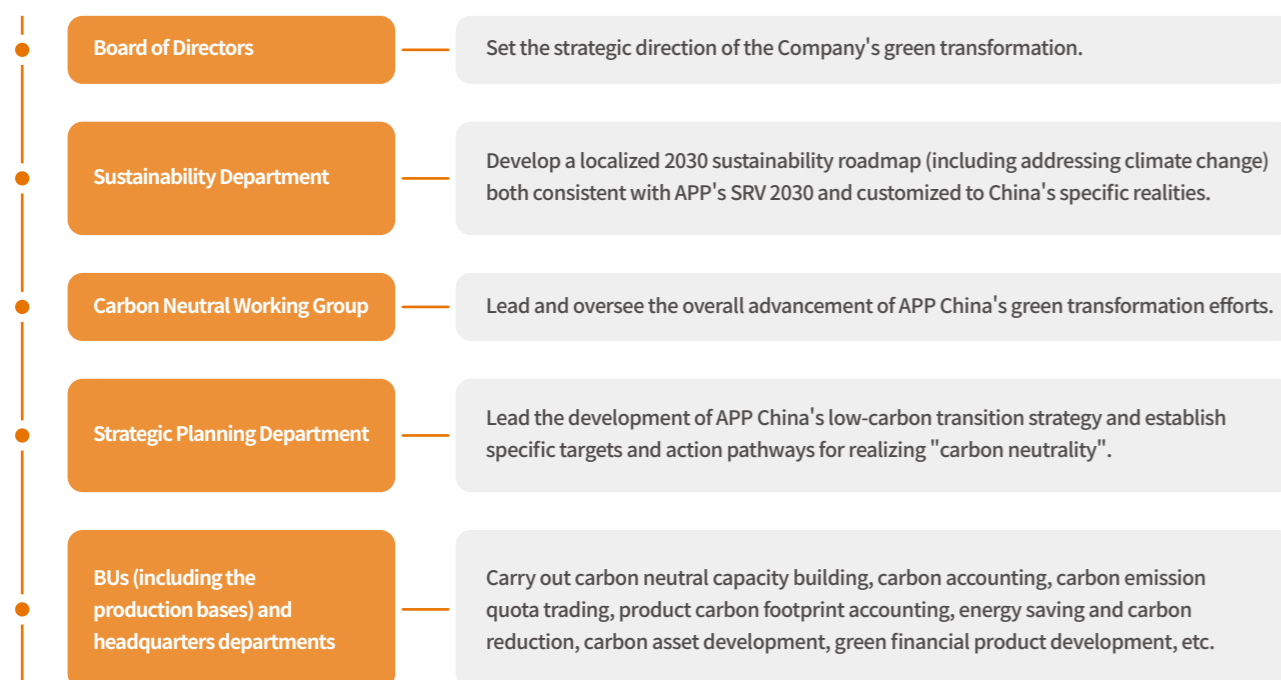 Board of Directors
Set the strategic direction of the Company's green transformation.
Sustainability Department
Develop a localized 2030 sustainability roadmap (including addressing climate change)
both consistent with APP's SRV 2030 and customized to China's specific realities.
Carbon Neutral Working Group
Lead and oversee the overall advancement of APP China's green transformation efforts.
Strategic Planning Department
Lead the development of APP China's low-carbon transition strategy and establish
specific targets and action pathways for realizing "carbon neutrality".
BUs (including the
production bases) and
headquarters departments
Carry out carbon neutral capacity building, carbon accounting, carbon emission
quota trading, product carbon footprint accounting, energy saving and carbon
reduction, carbon asset development, green financial product development, etc.